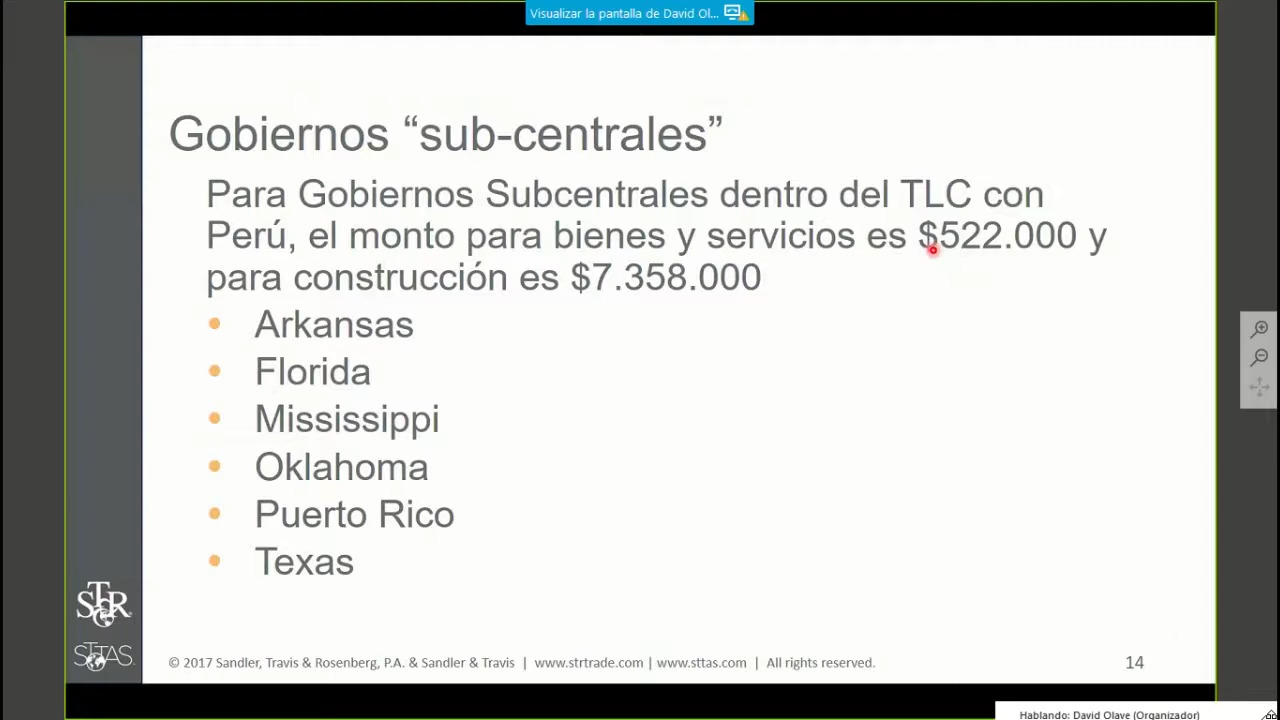 Visualizar la pantalla de David Ol...
Gobiernos “sub-centrales”
Para Gobiernos Subcentrales dentro del TLC con
Perú, el monto para bienes y servicios es $522.000 y
para construcción es $7.358.000
• Arkansas
• Florida
• Mississippi
• Oklahoma
• Puerto Rico
• Texas
STR
STTAS
© 2017 Sandler, Travis & Rosenberg, P.A. & Sandler & Travis | www.strtrade.com | www.sttas.com | All rights reserved.
14
Hablando: David Olave (Organizador)